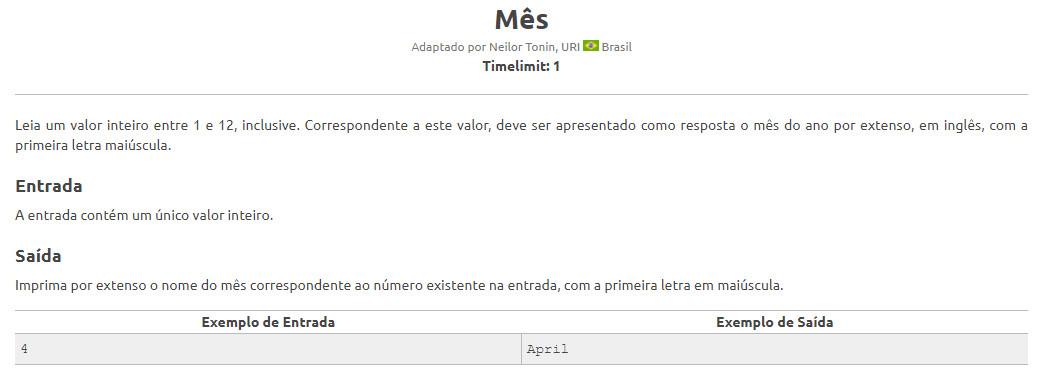 Mês
Adaptado por Neilor Tonin, URI Brasil
Timelimit: 1
Leia um valor inteiro entre 1 e 12, inclusive. Correspondente a este valor, deve ser apresentado como resposta o mês do ano por extenso, em inglês, com a
primeira letra maiúscula.
Entrada
A entrada contém um único valor inteiro.
Saída
Imprima por extenso o nome do mês correspondente ao número existente na entrada, com a primeira letra em maiúscula.
Exemplo de Entrada Exemplo de Saída
4 April